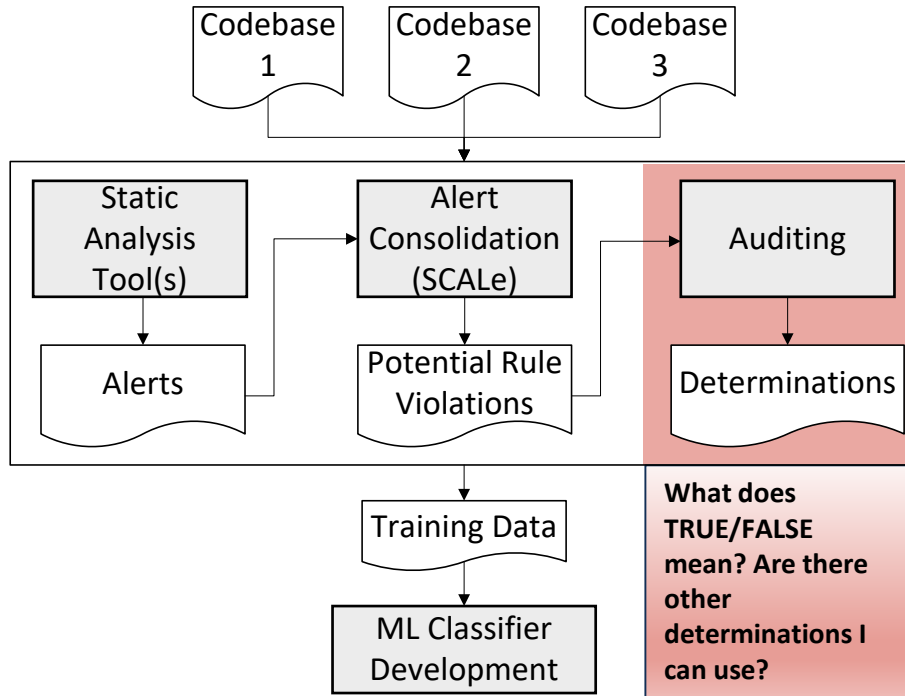 Codebase
1
Codebase
2
Codebase
3
Static
Analysis
Tool(s)
Alert
Consolidation
(SCALe)
Auditing
Alerts
Potential Rule
Violations
Determinations
Training Data
ML Classifier
Development
What does
TRUE/FALSE
mean? Are there
other
determinations I
can use?